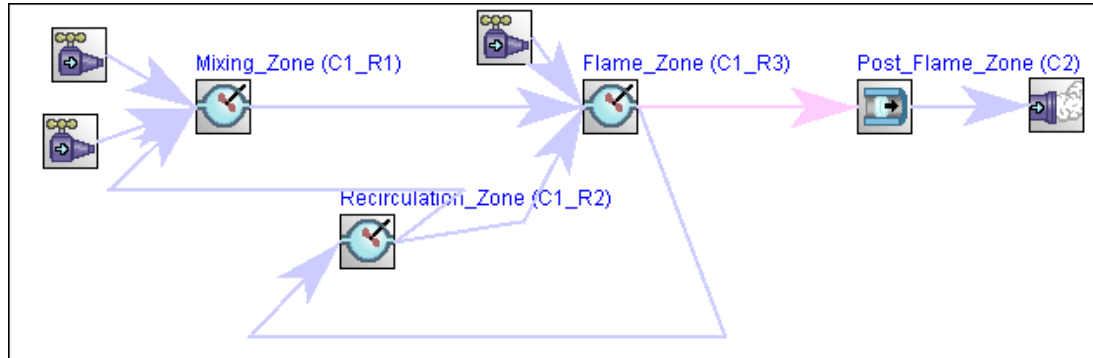 Mixing_Zone (C1_R1)
Flame_Zone (C1_R3)
Post_Flame_Zone (C2)
Recirculation_Zone (C1_R2)